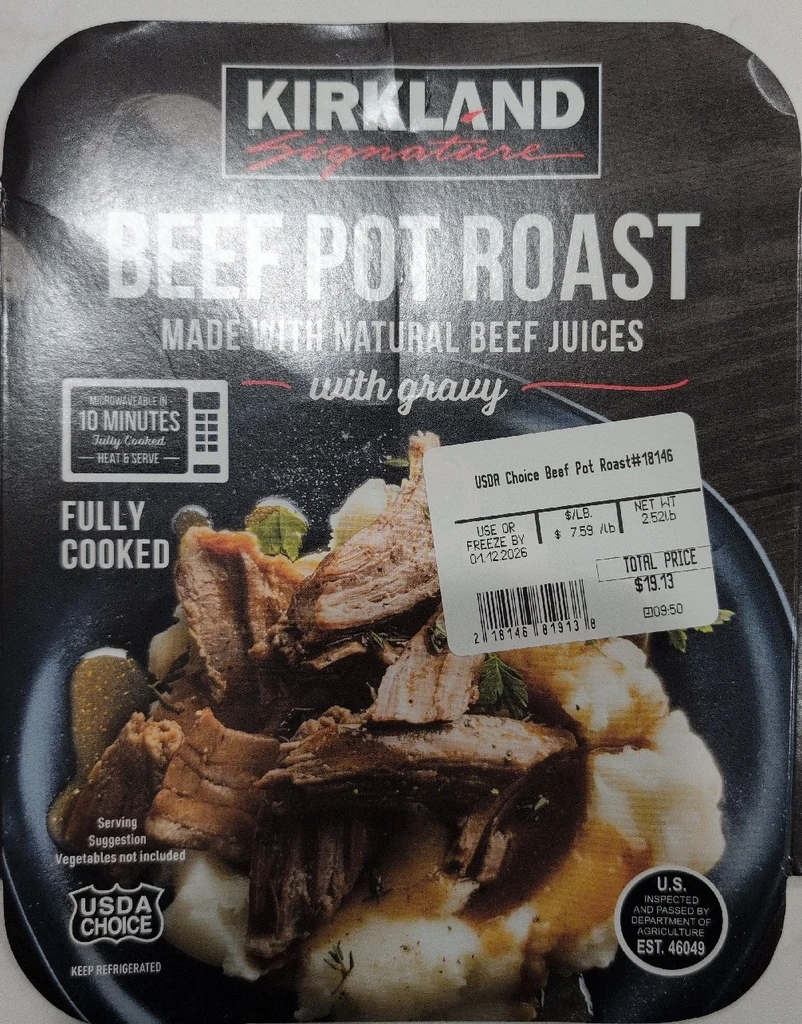 KIRKLAND
Signature
BEEF POT ROAST
MADE WITH NATURAL BEEF JUICES
with gravy
MICROWAVEABLE IN
10 MINUTES
Fully Cooked
HEAT & SERVE
FULLY
COOKED
USDA Choice Beef Pot Roast#18146
USE OR
FREEZE BY
01.12.2026
$/LB.
$ 7.59 /lb
NET WT
2.52lb
TOTAL PRICE
$19.13
09:50
2 18146 81913 8
Serving
Suggestion
Vegetables not included
USDA
CHOICE
KEEP REFRIGERATED
U.S.
INSPECTED
AND PASSED BY
DEPARTMENT OF
AGRICULTURE
EST. 46049